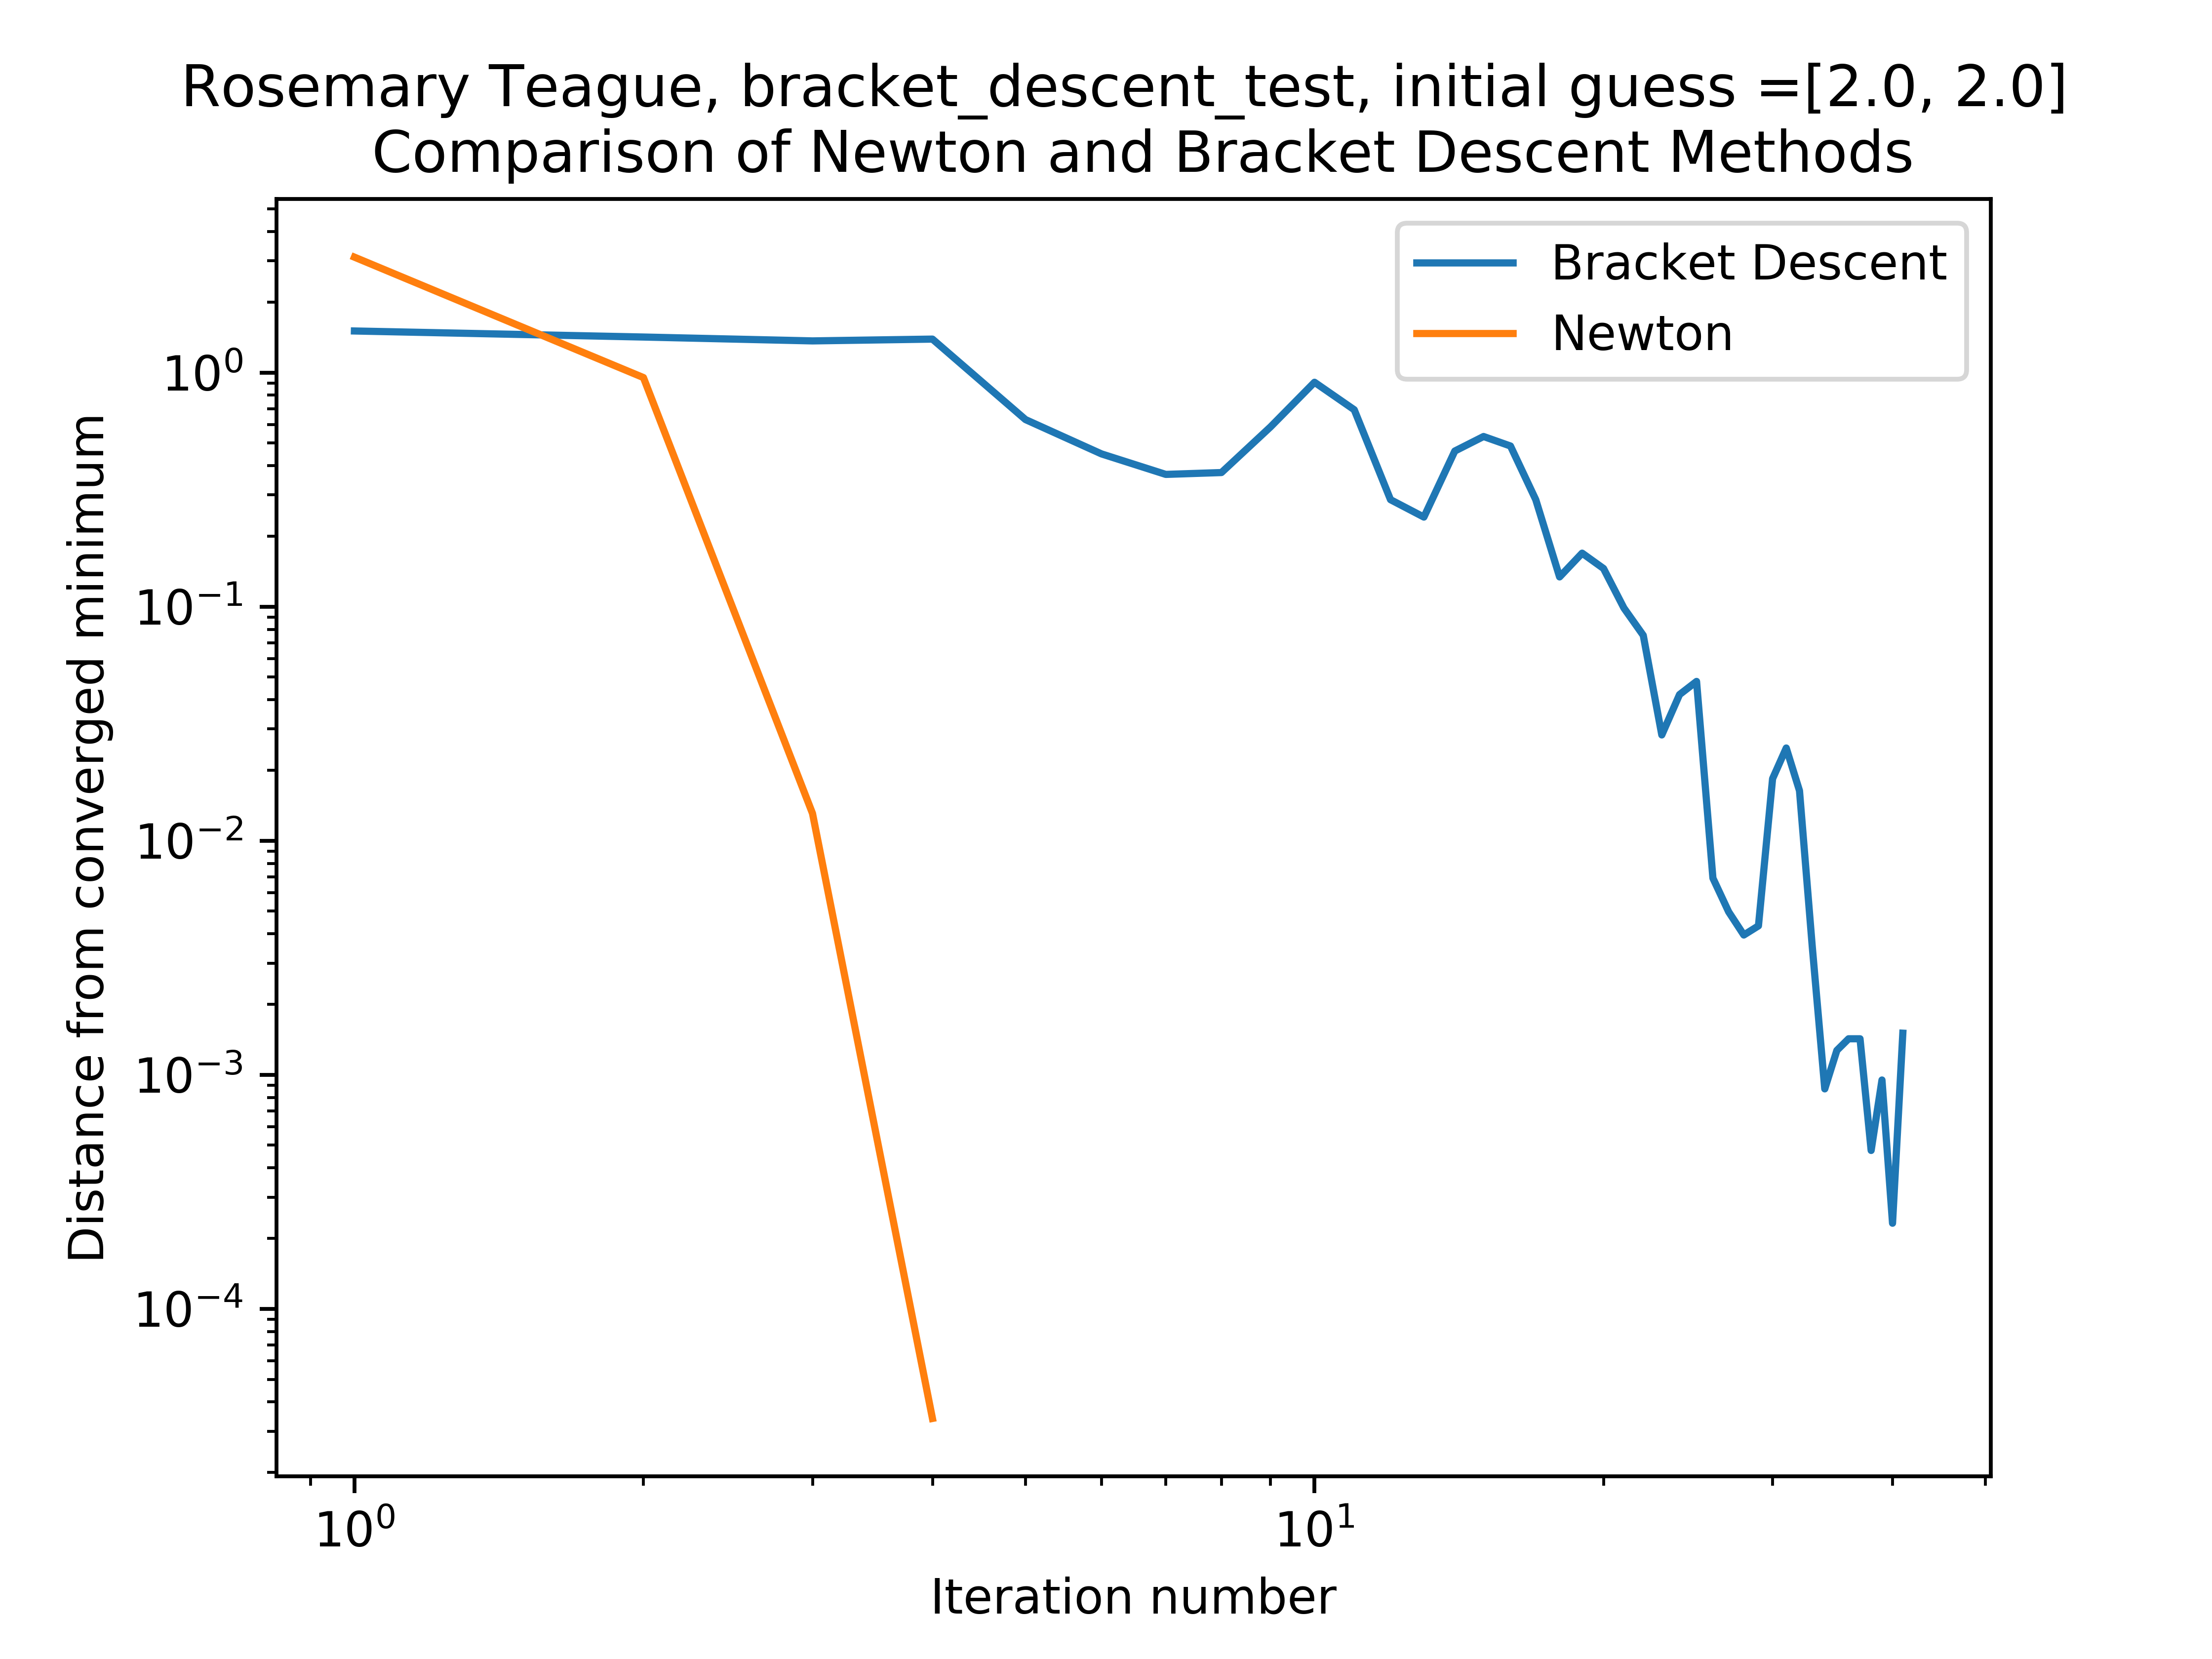 Rosemary Teague, bracket_descent_test, initial guess =[2.0, 2.0]
Comparison of Newton and Bracket Descent Methods
Bracket Descent
Newton
Distance from converged minimum
10⁰
10⁻¹
10⁻²
10⁻³
10⁻⁴
10⁰
10¹
Iteration number